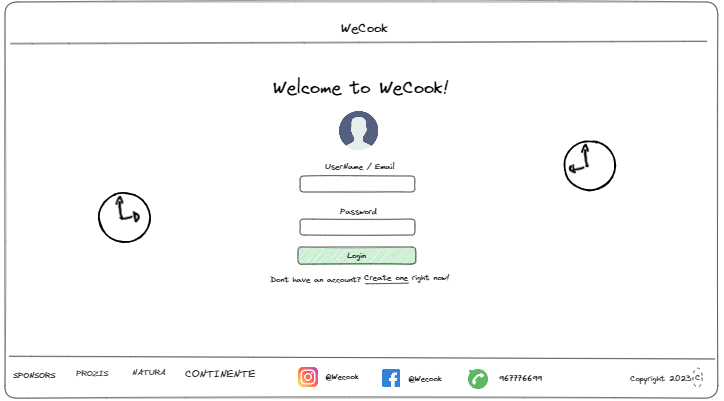 WeCook
Welcome to WeCook!
UserName / Email
Password
Login
Dont have an account? Create one right now!
SPONSORS PROZIS NATURA CONTINENTE @Wecook @Wecook 967776699 Copyright 2023 C